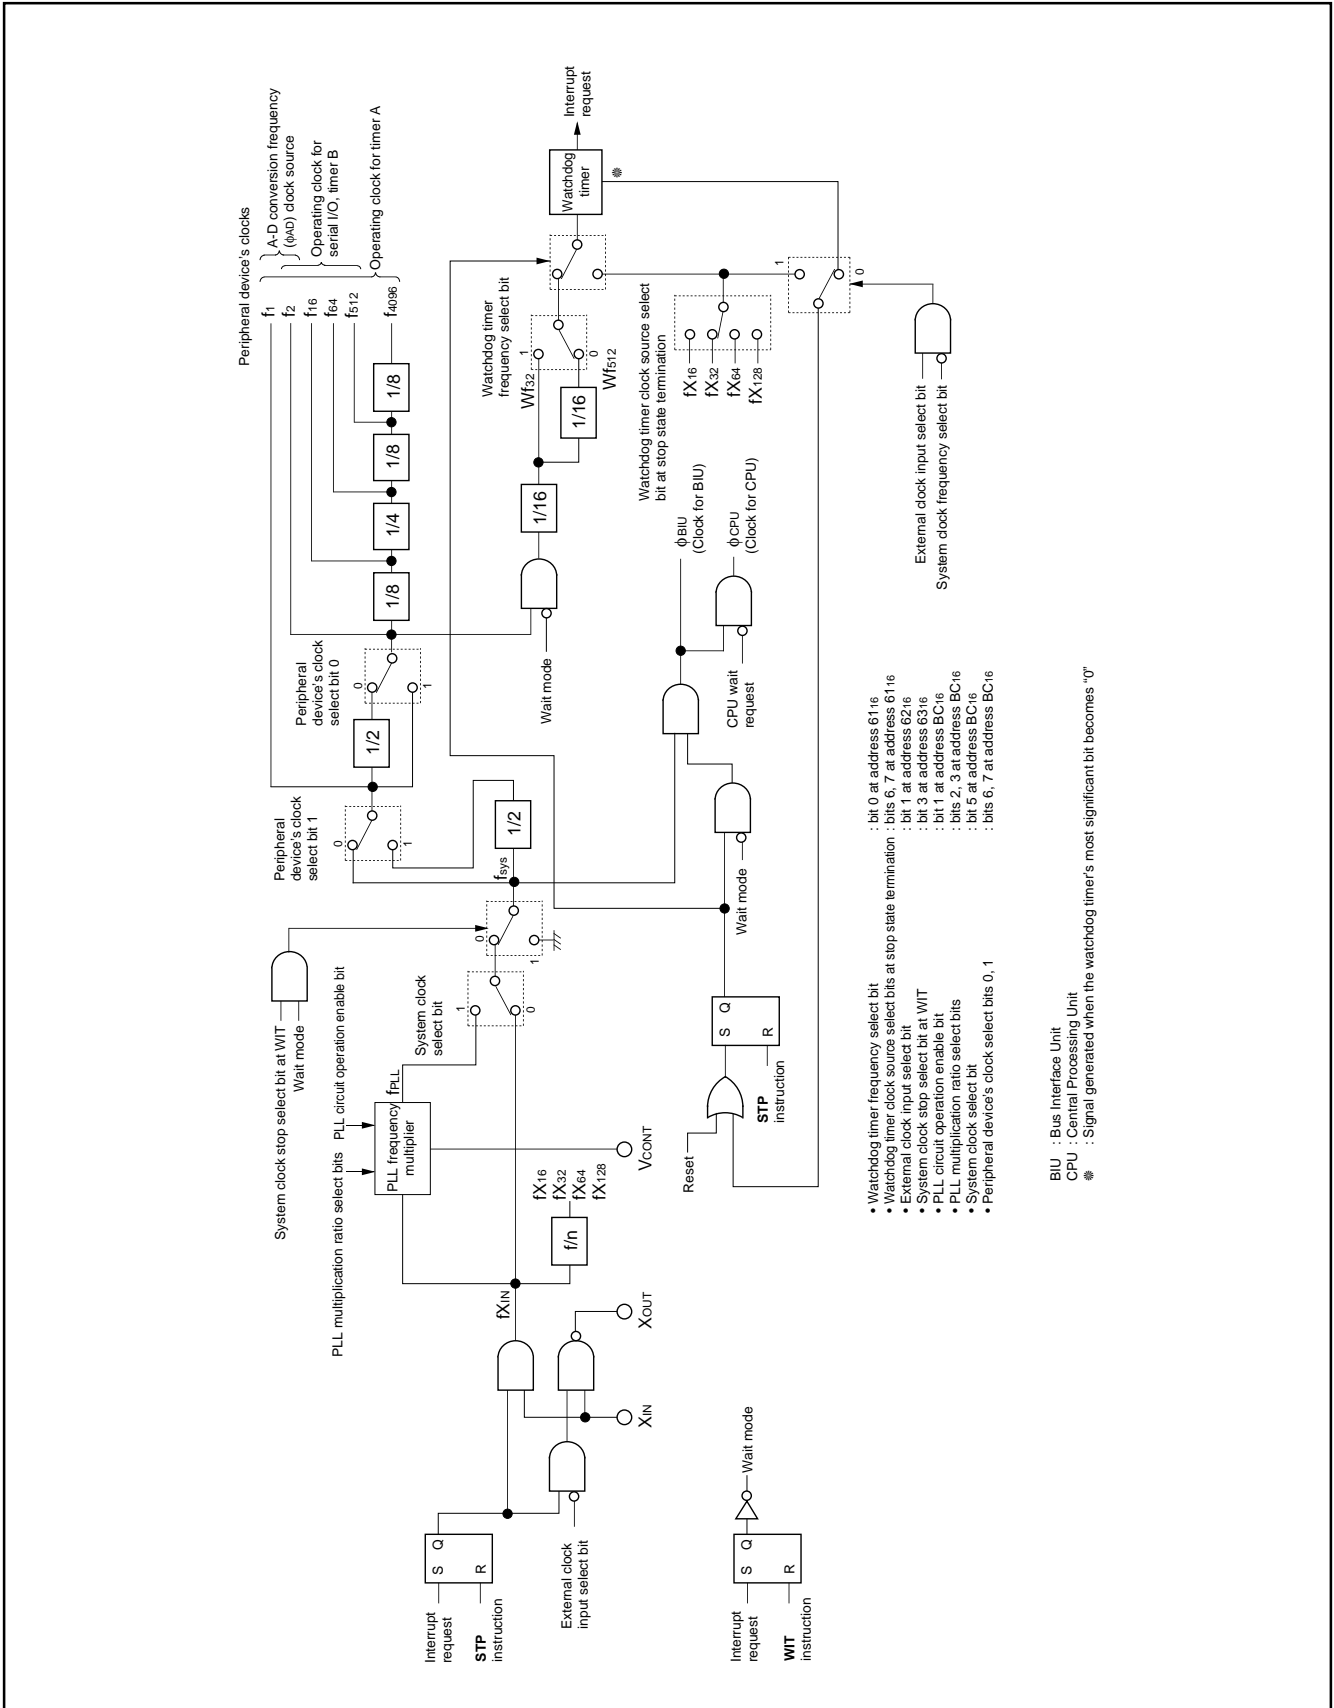 Interrupt
request
STP
instruction
S
Q
R
External clock
input select bit
Interrupt
request
WIT
instruction
S
Q
R
Wait mode
XIN
XOUT
fXIN
f/n
fX16
fX32
fX64
fX128
VCONT
PLL multiplication ratio select bits
PLL circuit operation enable bit
PLL frequency
multiplier
fPLL
System clock stop select bit at WIT
Wait mode
System clock
select bit
1
0
0
1
fsys
1/2
Reset
STP
instruction
S
Q
R
Wait mode
CPU wait
request
φBIU
(Clock for BIU)
φCPU
(Clock for CPU)
Peripheral
device's clock
select bit 1
0
1
1/2
Peripheral
device's clock
select bit 0
0
1
1/8
1/4
1/8
1/8
Peripheral device's clocks
f1
f2
f16
f64
f512
f4096
A-D conversion frequency
(φAD) clock source
Operating clock for
serial I/O, timer B
Operating clock for timer A
Wait mode
1/16
Wf32
1/16
Wf512
1
0
Watchdog timer
frequency select bit
Watchdog
timer
Interrupt
request
※
Watchdog timer clock source select
bit at stop state termination
fX16
fX32
fX64
fX128
1
0
External clock input select bit
System clock frequency select bit
• Watchdog timer frequency select bit : bit 0 at address 6116
• Watchdog timer clock source select bits at stop state termination : bits 6, 7 at address 6116
• External clock input select bit : bit 1 at address 6216
• System clock stop select bit at WIT : bit 3 at address 6316
• PLL circuit operation enable bit : bit 1 at address BC16
• PLL multiplication ratio select bits : bits 2, 3 at address BC16
• System clock select bit : bit 5 at address BC16
• Peripheral device's clock select bits 0, 1 : bits 6, 7 at address BC16
BIU : Bus Interface Unit
CPU : Central Processing Unit
※ : Signal generated when the watchdog timer's most significant bit becomes “0”